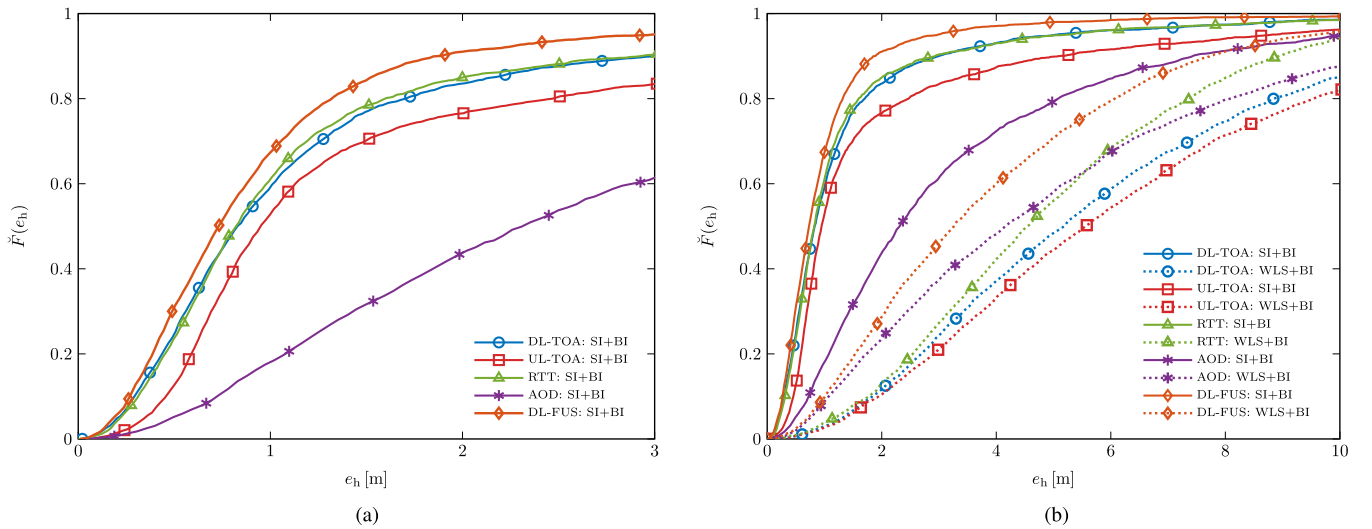 1
0.8
0.6
0.4
0.2
0
0 1 2 3
F̆(e_h)
e_h [m]
DL-TOA: SI+BI
UL-TOA: SI+BI
RTT: SI+BI
AOD: SI+BI
DL-FUS: SI+BI
(a)
1
0.8
0.6
0.4
0.2
0
0 2 4 6 8 10
F̆(e_h)
e_h [m]
DL-TOA: SI+BI
DL-TOA: WLS+BI
UL-TOA: SI+BI
UL-TOA: WLS+BI
RTT: SI+BI
RTT: WLS+BI
AOD: SI+BI
AOD: WLS+BI
DL-FUS: SI+BI
DL-FUS: WLS+BI
(b)